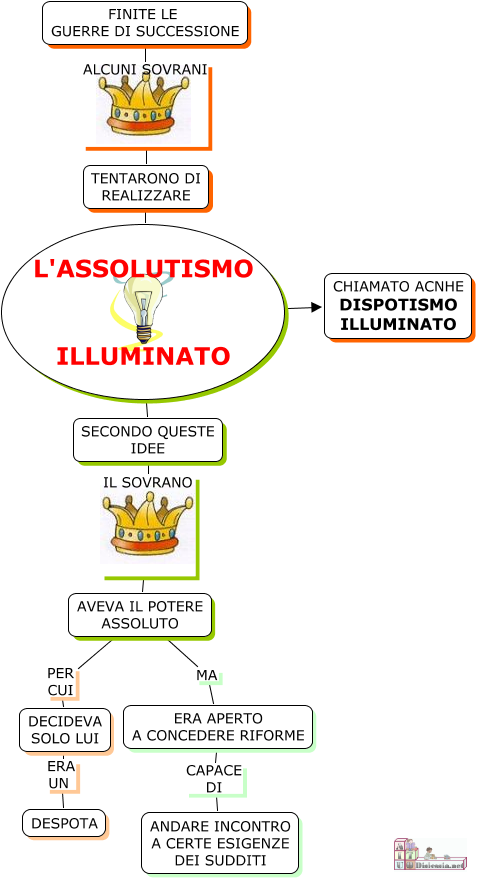 FINITE LE
GUERRE DI SUCCESSIONE
ALCUNI SOVRANI
TENTARONO DI
REALIZZARE
L'ASSOLUTISMO
ILLUMINATO
CHIAMATO ACNHE
DISPOTISMO
ILLUMINATO
SECONDO QUESTE
IDEE
IL SOVRANO
AVEVA IL POTERE
ASSOLUTO
PER
CUI
MA
DECIDEVA
SOLO LUI
ERA APERTO
A CONCEDERE RIFORME
ERA
UN
CAPACE
DI
DESPOTA
ANDARE INCONTRO
A CERTE ESIGENZE
DEI SUDDITI